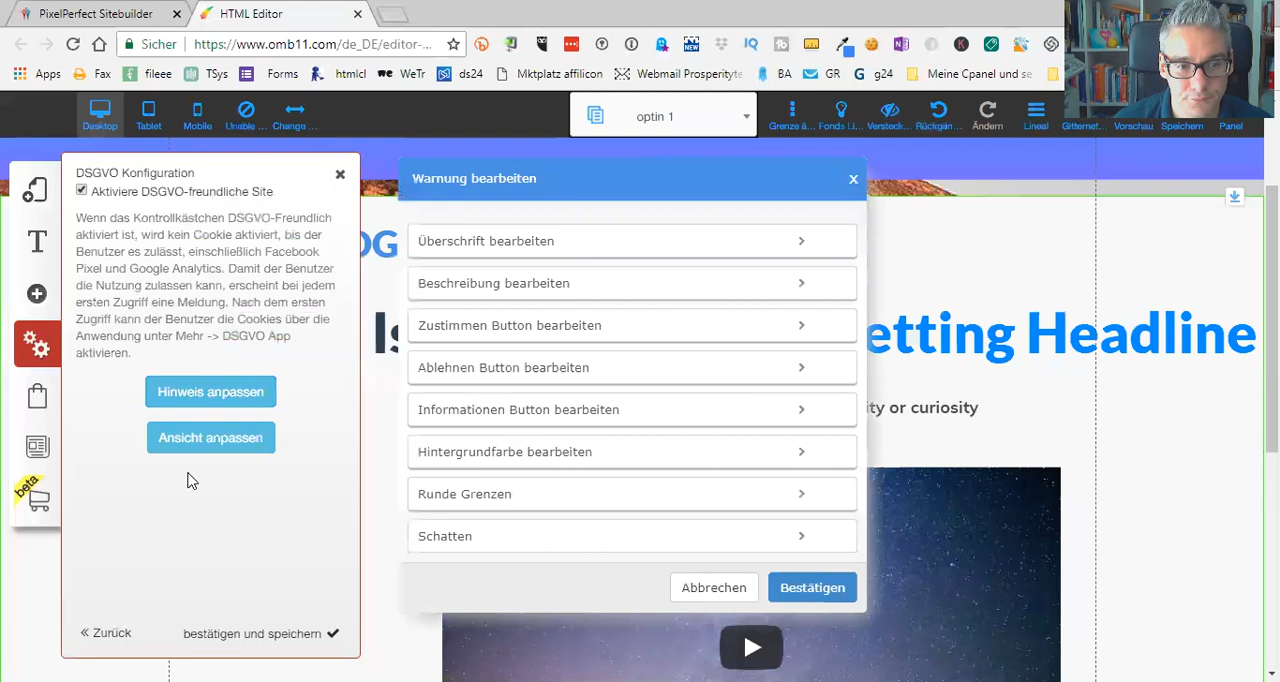 PixelPerfect Sitebuilder
HTML Editor
Sicher
https://www.omb11.com/de_DE/editor-...
Apps
Fax
fileee
TSys
Forms
htmlcl
WeTr
ds24
Mktplatz affilicon
Webmail Prosperityte
BA
GR
g24
Meine Cpanel und se
Desktop
Tablet
Mobile
Unable ...
Change ...
optin 1
Grenze ä...
Fonds Li...
Versteck...
Rückgän...
Ändern
Lineal
Gitternet...
Vorschau
Speichern
Panel
DSGVO Konfiguration
Aktiviere DSGVO-freundliche Site
Wenn das Kontrollkästchen DSGVO-Freundlich
aktiviert ist, wird kein Cookie aktiviert, bis der
Benutzer es zulässt, einschließlich Facebook
Pixel und Google Analytics. Damit der Benutzer
die Nutzung zulassen kann, erscheint bei jedem
ersten Zugriff eine Meldung. Nach dem ersten
Zugriff kann der Benutzer die Cookies über die
Anwendung unter Mehr -> DSGVO App
aktivieren.
Hinweis anpassen
Ansicht anpassen
« Zurück
bestätigen und speichern
beta
Warnung bearbeiten
X
Überschrift bearbeiten
Beschreibung bearbeiten
Zustimmen Button bearbeiten
Ablehnen Button bearbeiten
Informationen Button bearbeiten
Hintergrundfarbe bearbeiten
Runde Grenzen
Schatten
Abbrechen
Bestätigen
OG
Is
etting Headline
ity or curiosity